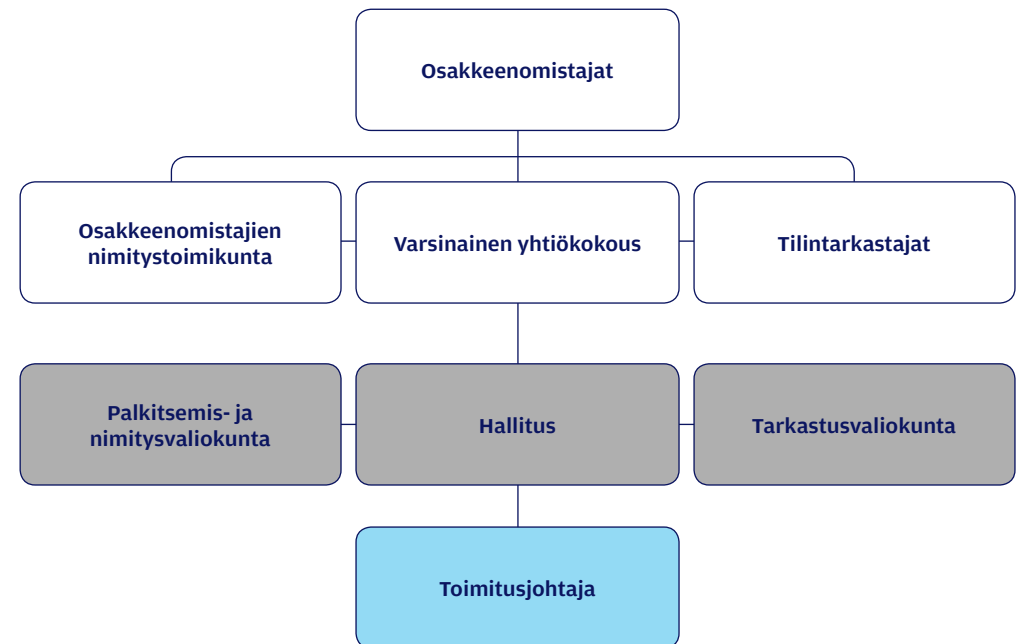 Osakkeenomistajat
Osakkeenomistajien
nimitystoimikunta
Varsinainen yhtiökokous
Tilintarkastajat
Palkitsemis- ja
nimitysvaliokunta
Hallitus
Tarkastusvaliokunta
Toimitusjohtaja